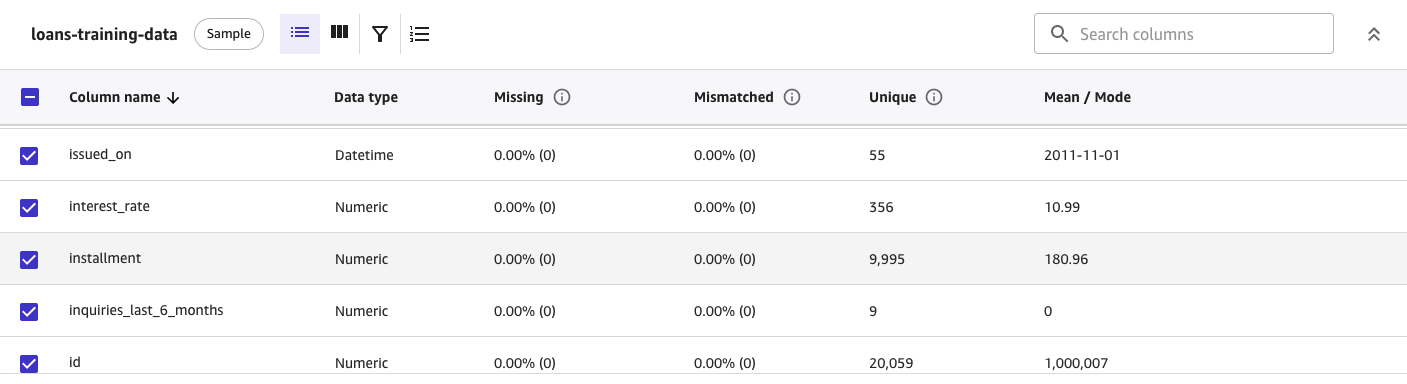 loans-training-data Sample 1 2 3 Search columns
Column name Data type Missing Mismatched Unique Mean / Mode
issued_on Datetime 0.00% (0) 0.00% (0) 55 2011-11-01
interest_rate Numeric 0.00% (0) 0.00% (0) 356 10.99
installment Numeric 0.00% (0) 0.00% (0) 9,995 180.96
inquiries_last_6_months Numeric 0.00% (0) 0.00% (0) 9 0
id Numeric 0.00% (0) 0.00% (0) 20,059 1,000,007